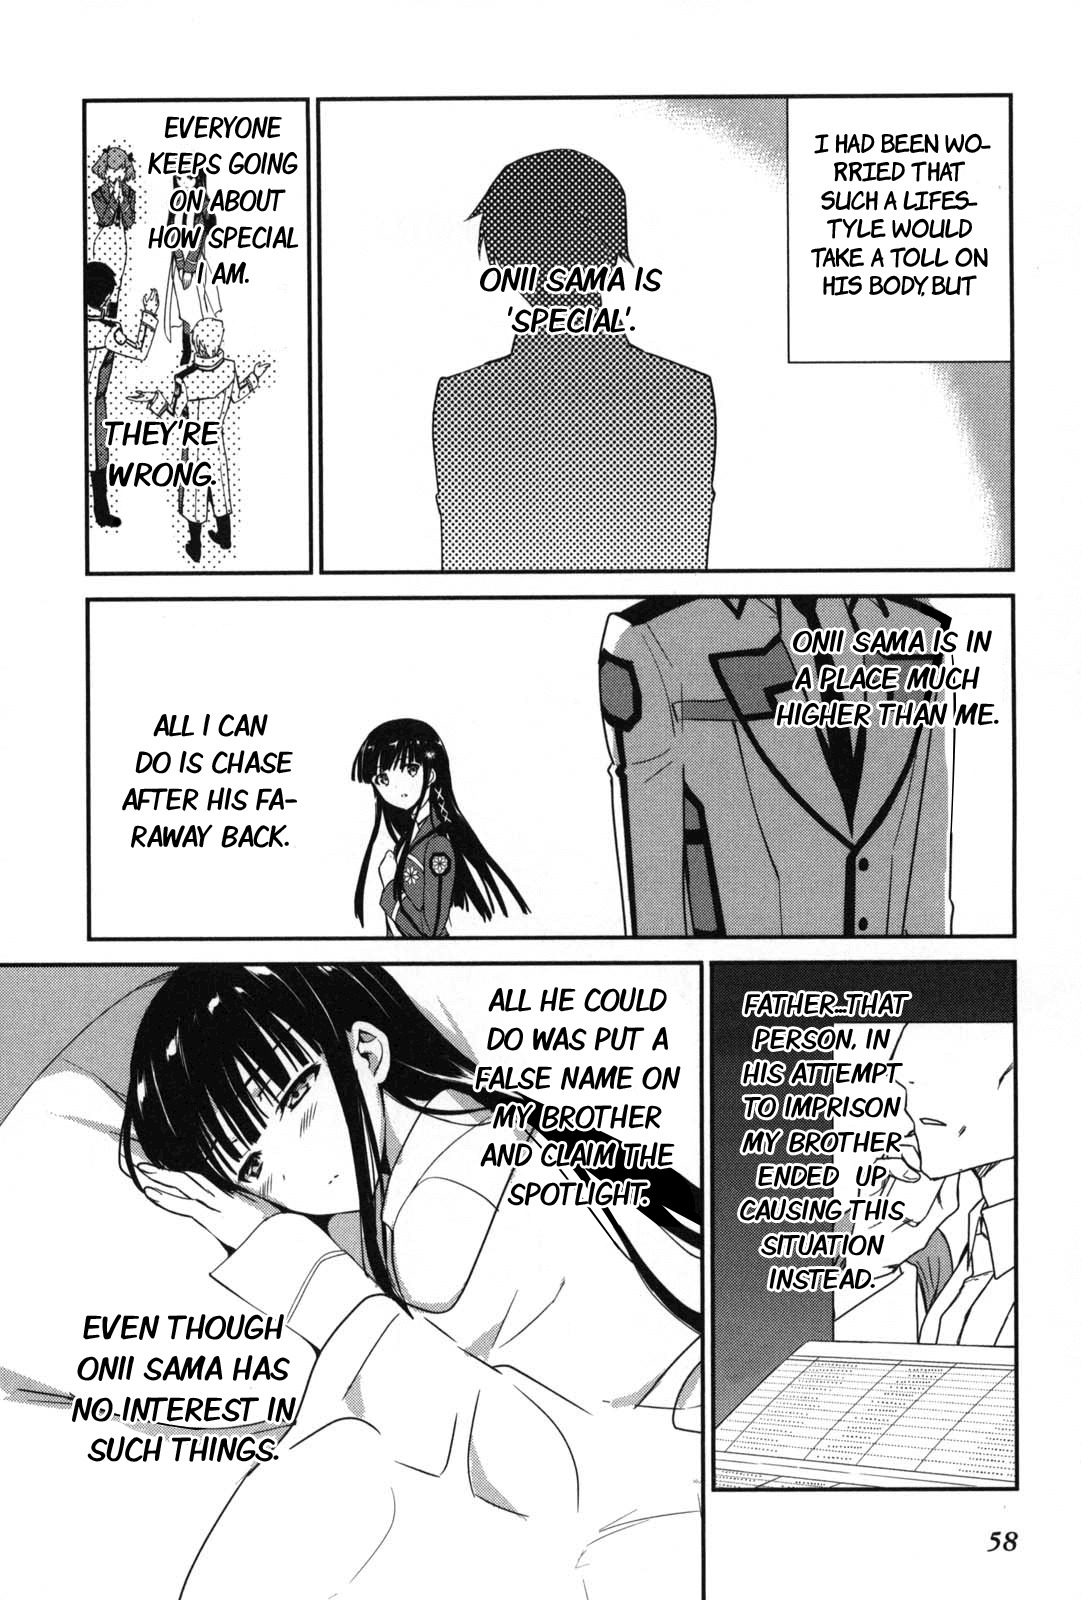 I HAD BEEN WO-
RRIED THAT
SUCH A LIFES-
TYLE WOULD
TAKE A TOLL ON
HIS BODY, BUT
ONII SAMA IS
'SPECIAL'.
EVERYONE
KEEPS GOING
ON ABOUT
HOW SPECIAL
I AM.
THEY'RE
WRONG.
ONII SAMA IS IN
A PLACE MUCH
HIGHER THAN ME.
ALL I CAN
DO IS CHASE
AFTER HIS FA-
RAWAY BACK.
FATHER...THAT
PERSON, IN
HIS ATTEMPT
TO IMPRISON
MY BROTHER
ENDED UP
CAUSING THIS
SITUATION
INSTEAD.
ALL HE COULD
DO WAS PUT A
FALSE NAME ON
MY BROTHER
AND CLAIM THE
SPOTLIGHT.
EVEN THOUGH
ONII SAMA HAS
NO INTEREST IN
SUCH THINGS.
58